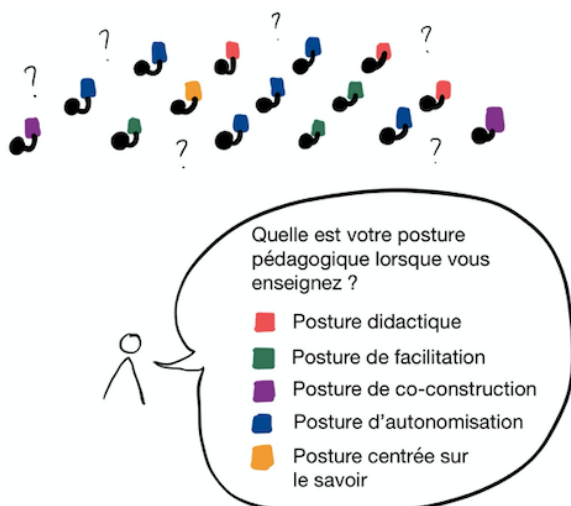 ?
?
?
?
?
?
Quelle est votre posture
pédagogique lorsque vous
enseignez ?
Posture didactique
Posture de facilitation
Posture de co-construction
Posture d'autonomisation
Posture centrée sur
le savoir